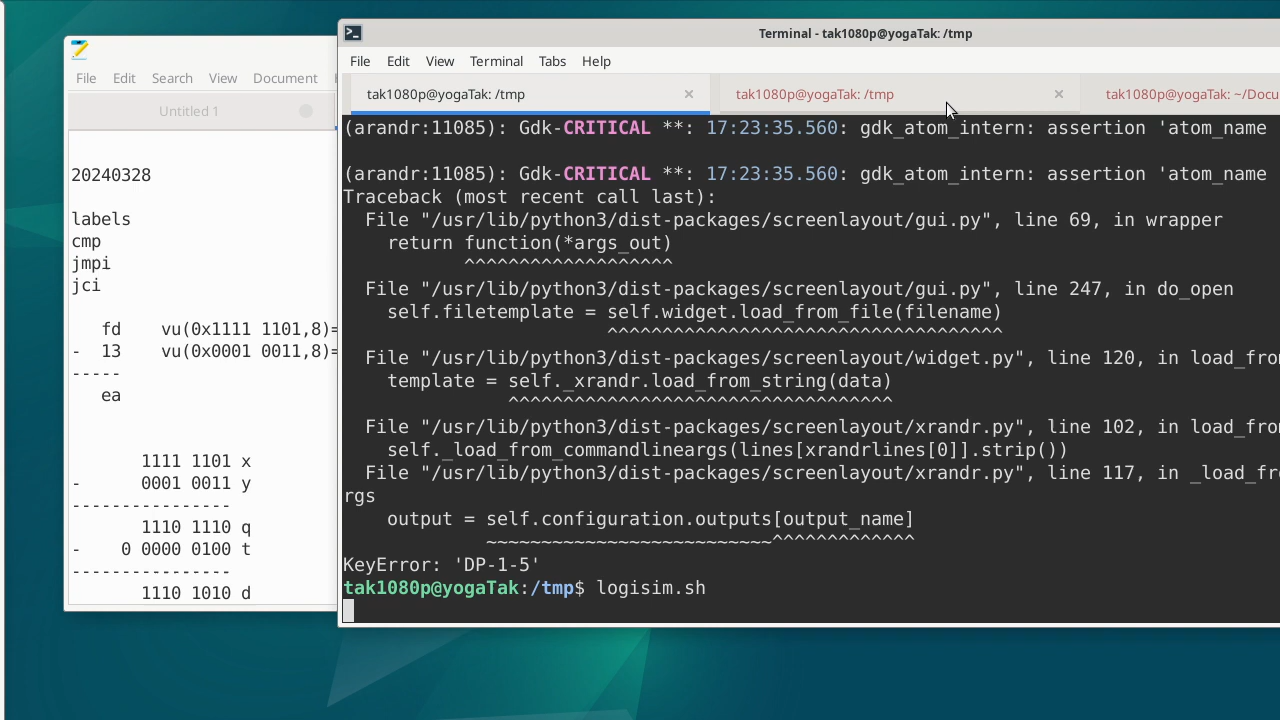 File Edit Search View Document
Untitled 1
20240328
labels
cmp
jmpi
jci
fd vu(0x1111 1101,8)=
- 13 vu(0x0001 0011,8)=
-----
ea
1111 1101 x
- 0001 0011 y
----------------
1110 1110 q
- 0 0000 0100 t
----------------
1110 1010 d
Terminal - tak1080p@yogaTak: /tmp
File Edit View Terminal Tabs Help
tak1080p@yogaTak: /tmp × tak1080p@yogaTak: /tmp × tak1080p@yogaTak: ~/Docu
(arandr:11085): Gdk-CRITICAL **: 17:23:35.560: gdk_atom_intern: assertion 'atom_name
(arandr:11085): Gdk-CRITICAL **: 17:23:35.560: gdk_atom_intern: assertion 'atom_name
Traceback (most recent call last):
File "/usr/lib/python3/dist-packages/screenlayout/gui.py", line 69, in wrapper
return function(*args_out)
^^^^^^^^^^^^^^^^^^^
File "/usr/lib/python3/dist-packages/screenlayout/gui.py", line 247, in do_open
self.filetemplate = self.widget.load_from_file(filename)
^^^^^^^^^^^^^^^^^^^^^^^^^^^^^^^^^^^^
File "/usr/lib/python3/dist-packages/screenlayout/widget.py", line 120, in load_from
template = self._xrandr.load_from_string(data)
^^^^^^^^^^^^^^^^^^^^^^^^^^^^^^^^^^^
File "/usr/lib/python3/dist-packages/screenlayout/xrandr.py", line 102, in load_from
self._load_from_commandlineargs(lines[xrandrlines[0]].strip())
File "/usr/lib/python3/dist-packages/screenlayout/xrandr.py", line 117, in _load_fro
rgs
output = self.configuration.outputs[output_name]
~~~~~~~~~~~~~~~~~~~~~~~~~~^^^^^^^^^^^^^
KeyError: 'DP-1-5'
tak1080p@yogaTak:/tmp$ logisim.sh